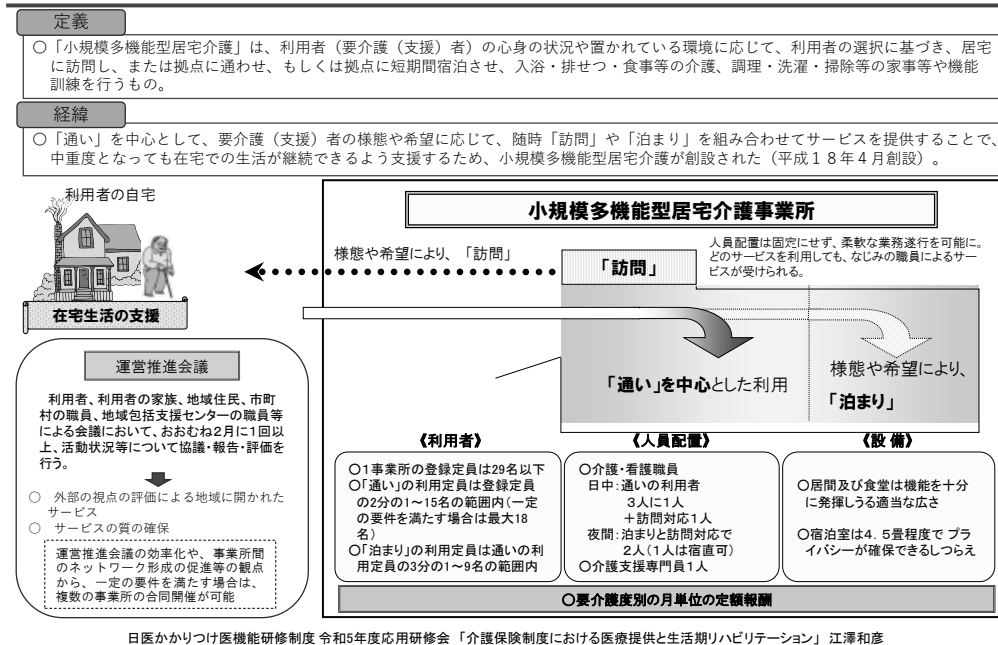 定義
○「小規模多機能型居宅介護」は、利用者（要介護（支援）者）の心身の状況や置かれている環境に応じて、利用者の選択に基づき、居宅
に訪問し、または拠点に通わせ、もしくは拠点に短期間宿泊させ、入浴・排せつ・食事等の介護、調理・洗濯・掃除等の家事等や機能
訓練を行うもの。
経緯
○「通い」を中心として、要介護（支援）者の様態や希望に応じて、随時「訪問」や「泊まり」を組み合わせてサービスを提供することで、
中重度となっても在宅での生活が継続できるよう支援するため、小規模多機能型居宅介護が創設された（平成１８年４月創設）。
利用者の自宅
在宅生活の支援
小規模多機能型居宅介護事業所
様態や希望により、「訪問」
「訪問」
人員配置は固定にせず、柔軟な業務遂行を可能に。
どのサービスを利用しても、なじみの職員によるサー
ビスが受けられる。
「通い」を中心とした利用
様態や希望により、
「泊まり」
運営推進会議
利用者、利用者の家族、地域住民、市町
村の職員、地域包括支援センターの職員等
による会議において、おおむね2月に1回以
上、活動状況等について協議・報告・評価を
行う。
○ 外部の視点の評価による地域に開かれた
サービス
○ サービスの質の確保
運営推進会議の効率化や、事業所間
のネットワーク形成の促進等の観点
から、一定の要件を満たす場合は、
複数の事業所の合同開催が可能
《利用者》
○1事業所の登録定員は29名以下
○「通い」の利用定員は登録定員
の2分の1～15名の範囲内（一定
の要件を満たす場合は最大18
名）
○「泊まり」の利用定員は通いの利
用定員の3分の1～9名の範囲内
《人員配置》
○介護・看護職員
日中：通いの利用者
３人に１人
＋訪問対応１人
夜間：泊まりと訪問対応で
２人（１人は宿直可）
○介護支援専門員１人
《設 備》
○居間及び食堂は機能を十分
に発揮しうる適当な広さ
○宿泊室は４．５畳程度で プラ
イバシーが確保できるしつらえ
○要介護度別の月単位の定額報酬
日医かかりつけ医機能研修制度 令和5年度応用研修会 「介護保険制度における医療提供と生活期リハビリテーション」 江澤和彦